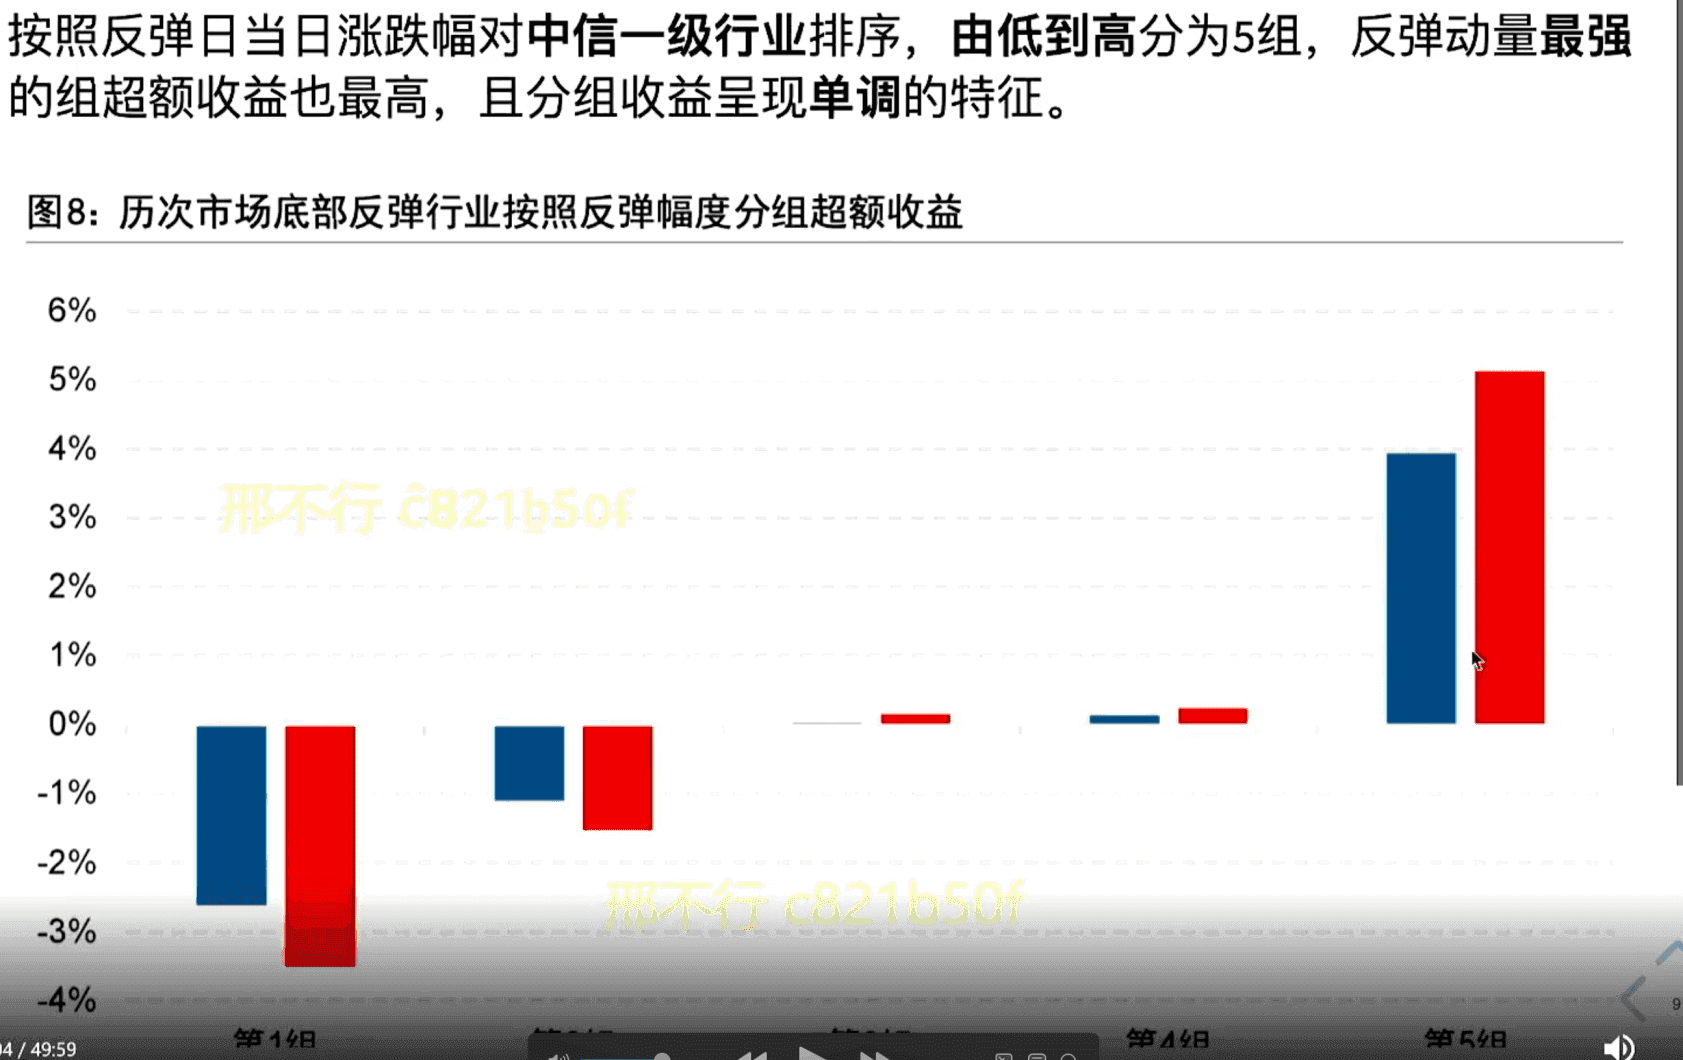 按照反弹日当日涨跌幅对中信一级行业排序，由低到高分为5组，反弹动量最强
的组超额收益也最高，且分组收益呈现单调的特征。
图8：历次市场底部反弹行业按照反弹幅度分组超额收益
6%
5%
4%
3%
邢不行 c821b50f
2%
1%
0%
-1%
-2%
邢不行 c821b50f
-3%
-4%
9
第1组
第4组
第5组
04 / 49:59